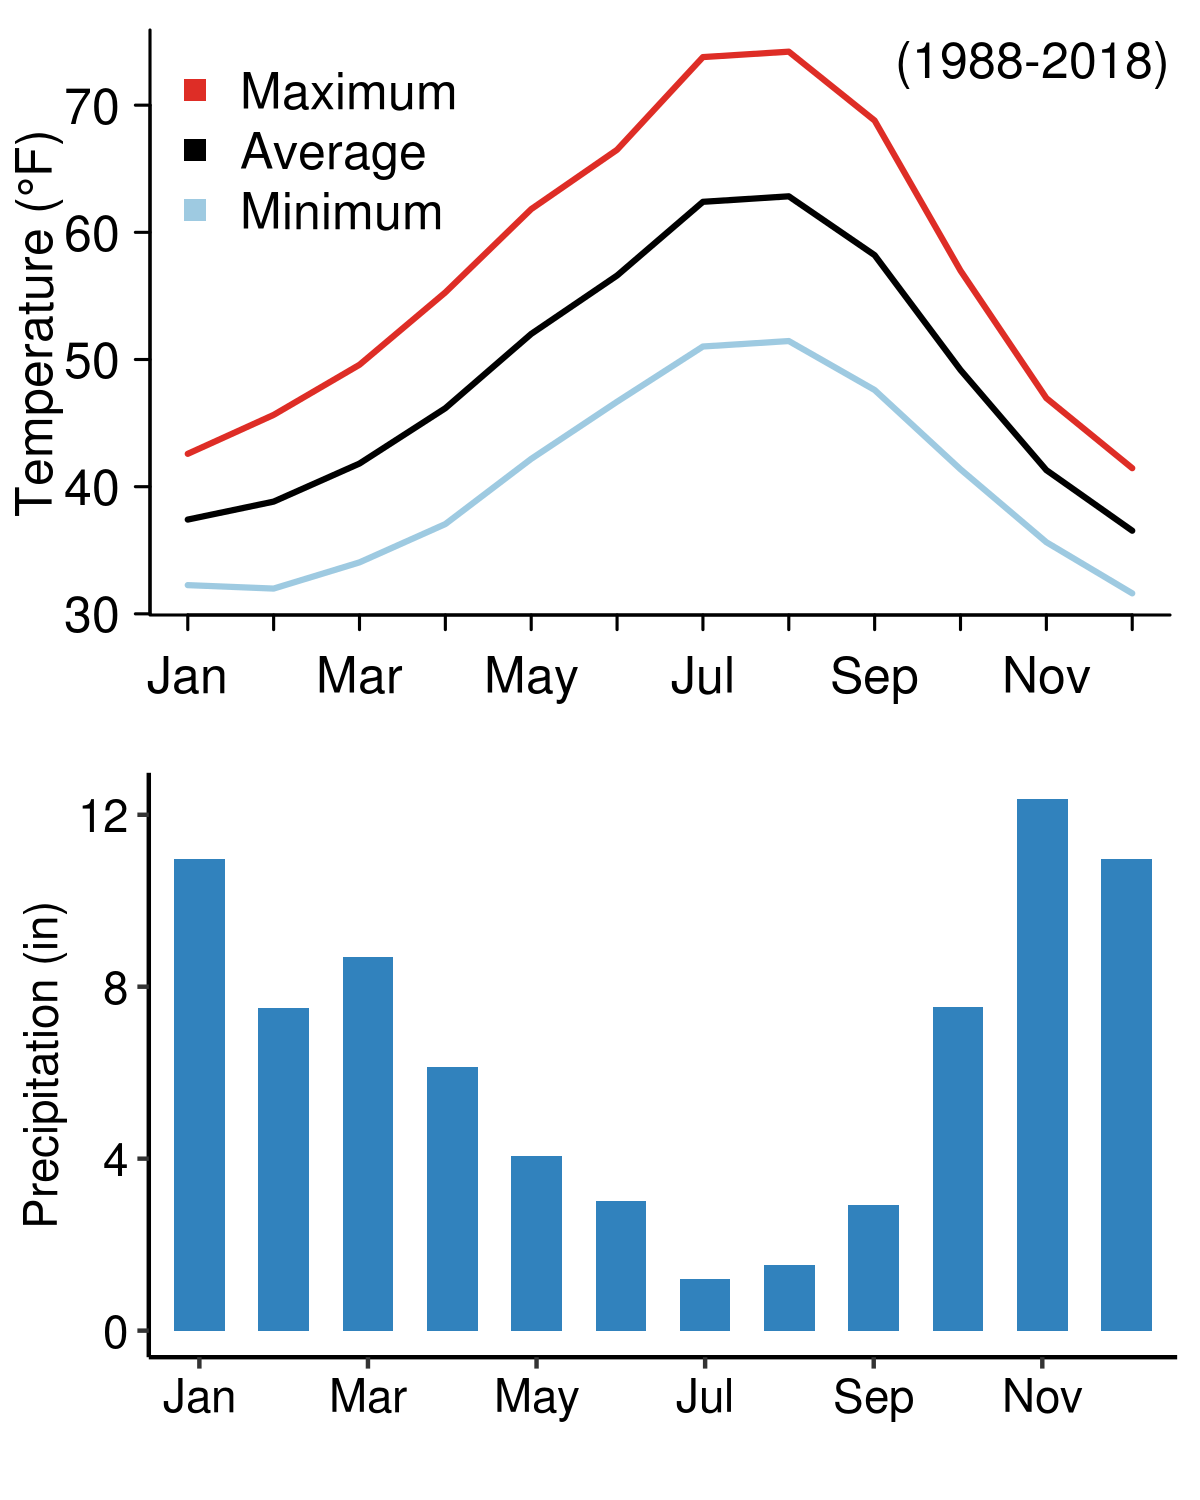 (1988-2018)
Maximum
Average
Minimum
Temperature (°F)
70
60
50
40
30
Jan Mar May Jul Sep Nov
Precipitation (in)
12
8
4
0
Jan Mar May Jul Sep Nov